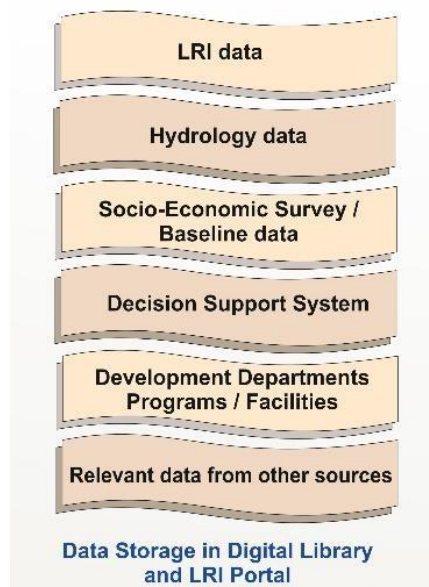 LRI data
Hydrology data
Socio-Economic Survey /
Baseline data
Decision Support System
Development Departments
Programs / Facilities
Relevant data from other sources
Data Storage in Digital Library
and LRI Portal